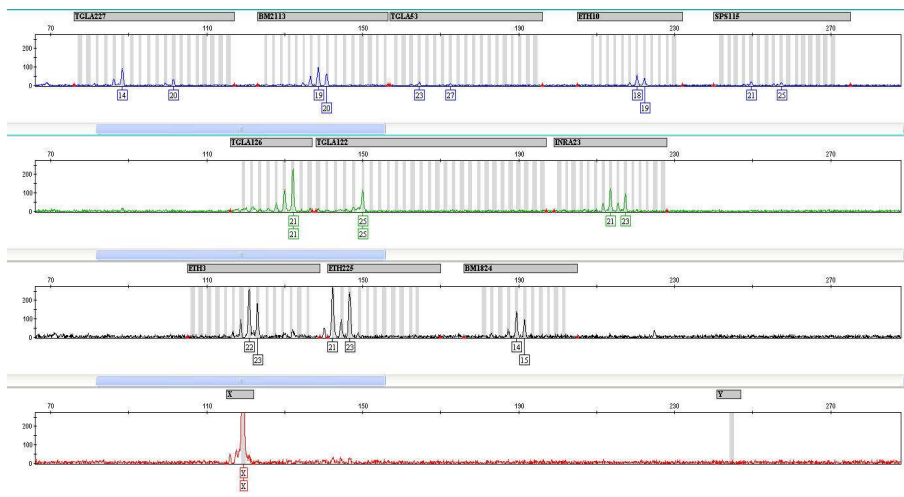 TGLA227 BM2113 TGLA53 ETH10 SPS115
70 110 150 190 230 270
200
100
0
14 20 19 23 27 18 21 25
20 19
TGLA126 TGLA122 INRA23
70 110 150 190 230 270
200
100
0
21 25 21 23
21 25
ETH3 ETH225 BM1824
70 110 150 190 230 270
200
100
0
22 21 23 14
23 15
X Y
70 110 150 190 230 270
200
100
0
X
X